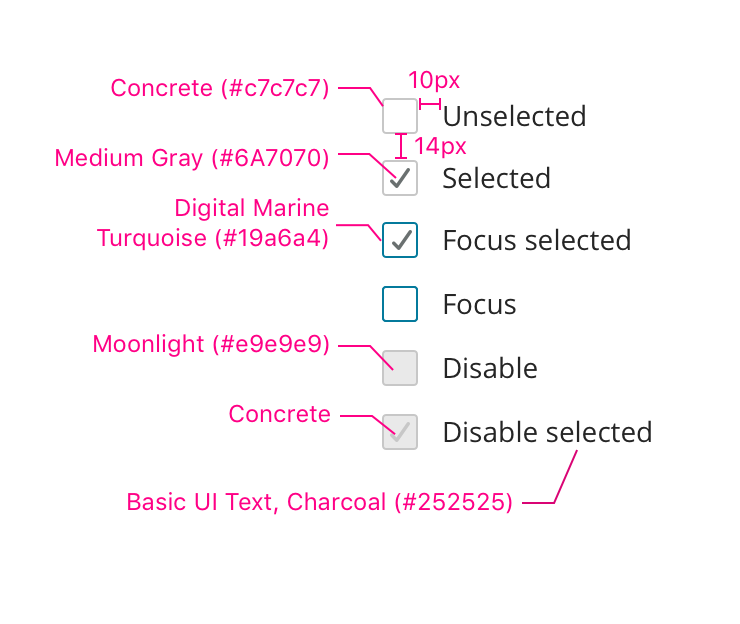 10px
Concrete (#c7c7c7)
Unselected
14px
Medium Gray (#6A7070)
Selected
Digital Marine
Turquoise (#19a6a4)
Focus selected
Focus
Moonlight (#e9e9e9)
Disable
Concrete
Disable selected
Basic UI Text, Charcoal (#252525)